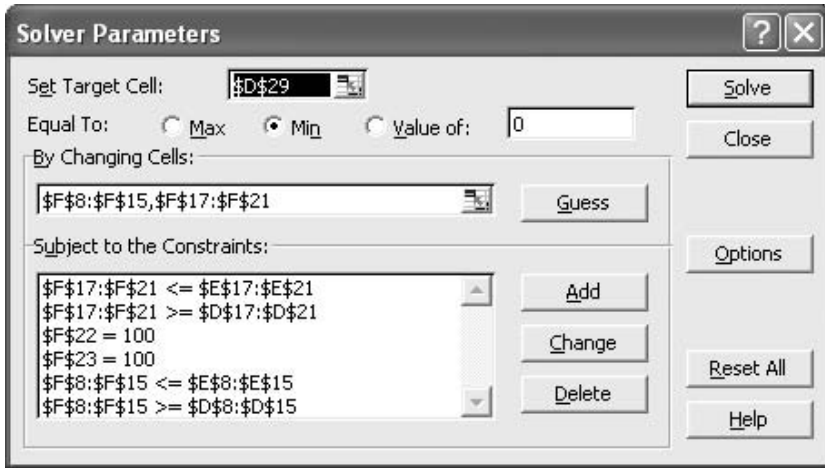 Solver Parameters
Set Target Cell: $D$29
Solve
Equal To: Max Min Value of: 0
Close
By Changing Cells:
$F$8:$F$15,$F$17:$F$21
Guess
Subject to the Constraints:
Options
$F$17:$F$21 <= $E$17:$E$21
Add
$F$17:$F$21 >= $D$17:$D$21
$F$22 = 100
Change
$F$23 = 100
$F$8:$F$15 <= $E$8:$E$15
Reset All
Delete
$F$8:$F$15 >= $D$8:$D$15
Help